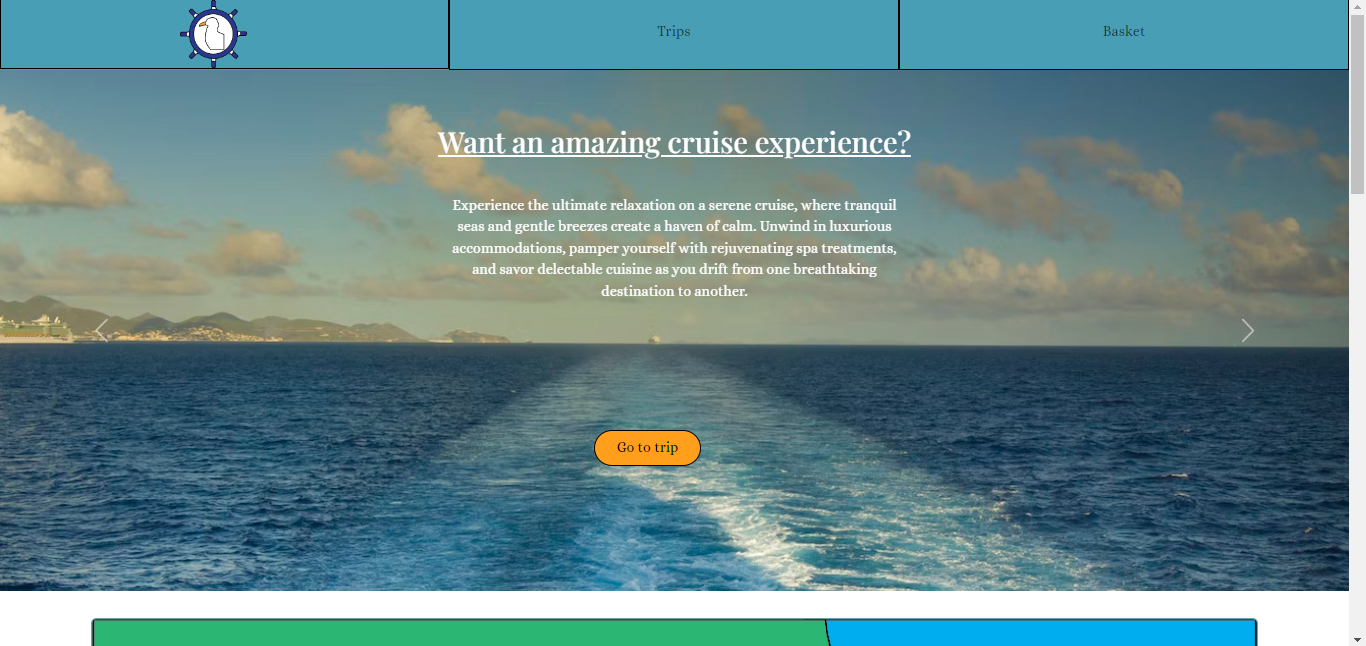 Trips
Basket
Want an amazing cruise experience?
Experience the ultimate relaxation on a serene cruise, where tranquil
seas and gentle breezes create a haven of calm. Unwind in luxurious
accommodations, pamper yourself with rejuvenating spa treatments,
and savor delectable cuisine as you drift from one breathtaking
destination to another.
Go to trip